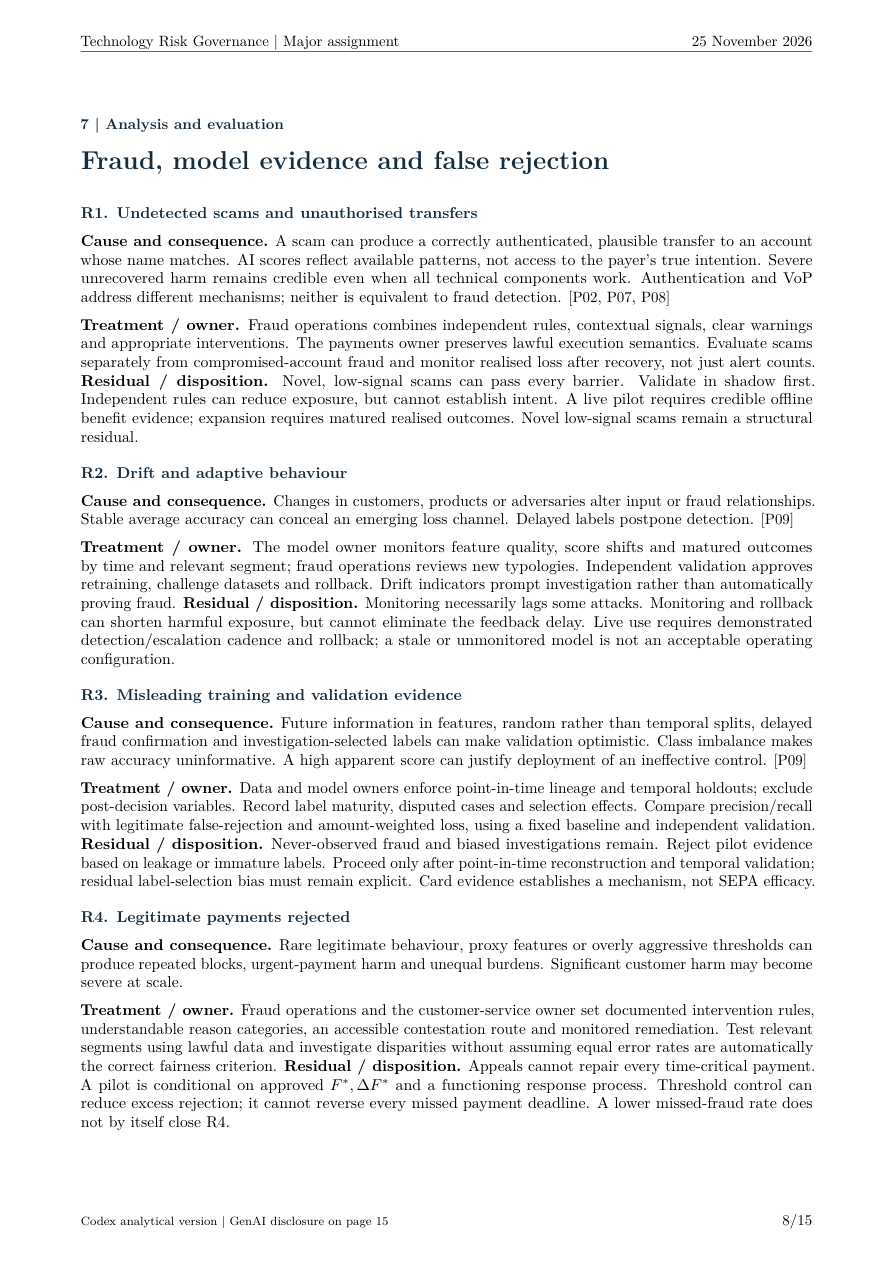 Technology Risk Governance | Major assignment 25 November 2026
7 | Analysis and evaluation
Fraud, model evidence and false rejection
R1. Undetected scams and unauthorised transfers
Cause and consequence. A scam can produce a correctly authenticated, plausible transfer to an account
whose name matches. AI scores reflect available patterns, not access to the payer's true intention. Severe
unrecovered harm remains credible even when all technical components work. Authentication and VoP
address different mechanisms; neither is equivalent to fraud detection. [P02, P07, P08]
Treatment / owner. Fraud operations combines independent rules, contextual signals, clear warnings
and appropriate interventions. The payments owner preserves lawful execution semantics. Evaluate scams
separately from compromised-account fraud and monitor realised loss after recovery, not just alert counts.
Residual / disposition. Novel, low-signal scams can pass every barrier. Validate in shadow first.
Independent rules can reduce exposure, but cannot establish intent. A live pilot requires credible offline
benefit evidence; expansion requires matured realised outcomes. Novel low-signal scams remain a structural
residual.
R2. Drift and adaptive behaviour
Cause and consequence. Changes in customers, products or adversaries alter input or fraud relationships.
Stable average accuracy can conceal an emerging loss channel. Delayed labels postpone detection. [P09]
Treatment / owner. The model owner monitors feature quality, score shifts and matured outcomes
by time and relevant segment; fraud operations reviews new typologies. Independent validation approves
retraining, challenge datasets and rollback. Drift indicators prompt investigation rather than automatically
proving fraud. Residual / disposition. Monitoring necessarily lags some attacks. Monitoring and rollback
can shorten harmful exposure, but cannot eliminate the feedback delay. Live use requires demonstrated
detection/escalation cadence and rollback; a stale or unmonitored model is not an acceptable operating
configuration.
R3. Misleading training and validation evidence
Cause and consequence. Future information in features, random rather than temporal splits, delayed
fraud confirmation and investigation-selected labels can make validation optimistic. Class imbalance makes
raw accuracy uninformative. A high apparent score can justify deployment of an ineffective control. [P09]
Treatment / owner. Data and model owners enforce point-in-time lineage and temporal holdouts; exclude
post-decision variables. Record label maturity, disputed cases and selection effects. Compare precision/recall
with legitimate false-rejection and amount-weighted loss, using a fixed baseline and independent validation.
Residual / disposition. Never-observed fraud and biased investigations remain. Reject pilot evidence
based on leakage or immature labels. Proceed only after point-in-time reconstruction and temporal validation;
residual label-selection bias must remain explicit. Card evidence establishes a mechanism, not SEPA efficacy.
R4. Legitimate payments rejected
Cause and consequence. Rare legitimate behaviour, proxy features or overly aggressive thresholds can
produce repeated blocks, urgent-payment harm and unequal burdens. Significant customer harm may become
severe at scale.
Treatment / owner. Fraud operations and the customer-service owner set documented intervention rules,
understandable reason categories, an accessible contestation route and monitored remediation. Test relevant
segments using lawful data and investigate disparities without assuming equal error rates are automatically
the correct fairness criterion. Residual / disposition. Appeals cannot repair every time-critical payment.
A pilot is conditional on approved F*, ΔF* and a functioning response process. Threshold control can
reduce excess rejection; it cannot reverse every missed payment deadline. A lower missed-fraud rate does
not by itself close R4.
Codex analytical version | GenAI disclosure on page 15 8/15